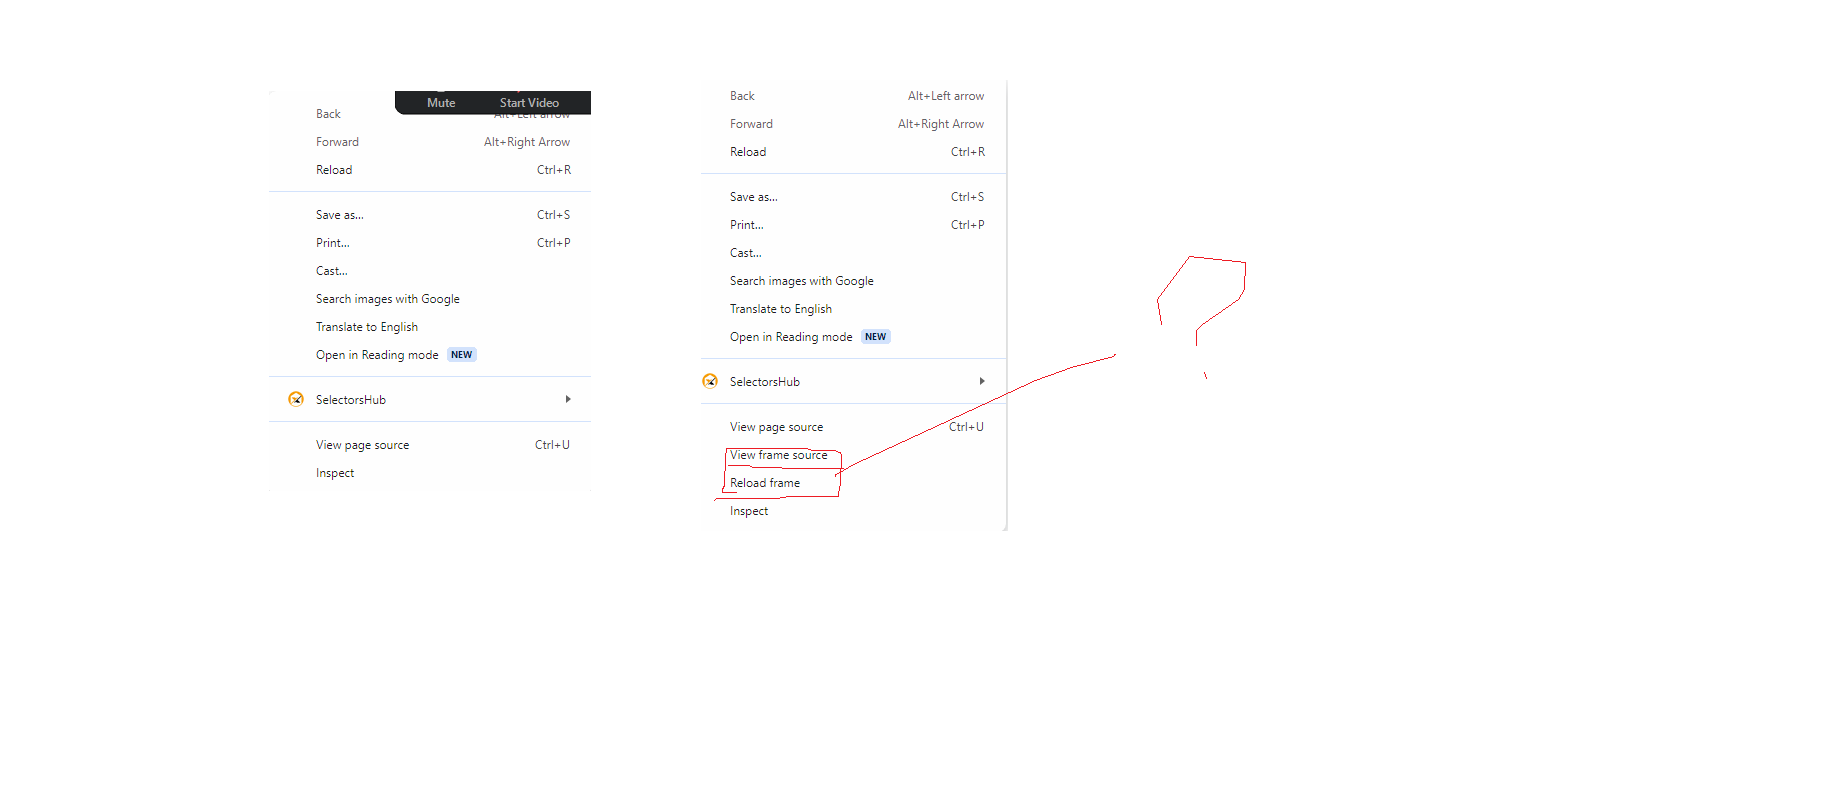 Mute Start Video
Back Alt+Left arrow
Forward Alt+Right Arrow
Reload Ctrl+R
Save as... Ctrl+S
Print... Ctrl+P
Cast...
Search images with Google
Translate to English
Open in Reading mode NEW
SelectorsHub
View page source Ctrl+U
Inspect
Back Alt+Left arrow
Forward Alt+Right Arrow
Reload Ctrl+R
Save as... Ctrl+S
Print... Ctrl+P
Cast...
Search images with Google
Translate to English
Open in Reading mode NEW
SelectorsHub
View page source Ctrl+U
View frame source
Reload frame
Inspect
?